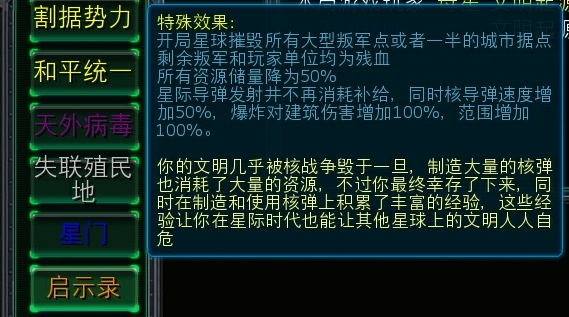 割据势力
和平统一
天外病毒
失联殖民
地
星门
启示录
特殊效果:
开局星球摧毁所有大型叛军点或者一半的城市据点
剩余叛军和玩家单位均为残血
所有资源储量降为50%
星际导弹发射井不再消耗补给，同时核导弹速度增
加50%，爆炸对建筑伤害增加100%，范围增加
100%。
你的文明几乎被核战争毁于一旦，制造大量的核弹
也消耗了大量的资源，不过你最终幸存了下来，同
时在制造和使用核弹上积累了丰富的经验，这些经
验让你在星际时代也能让其他星球上的文明人人自
危